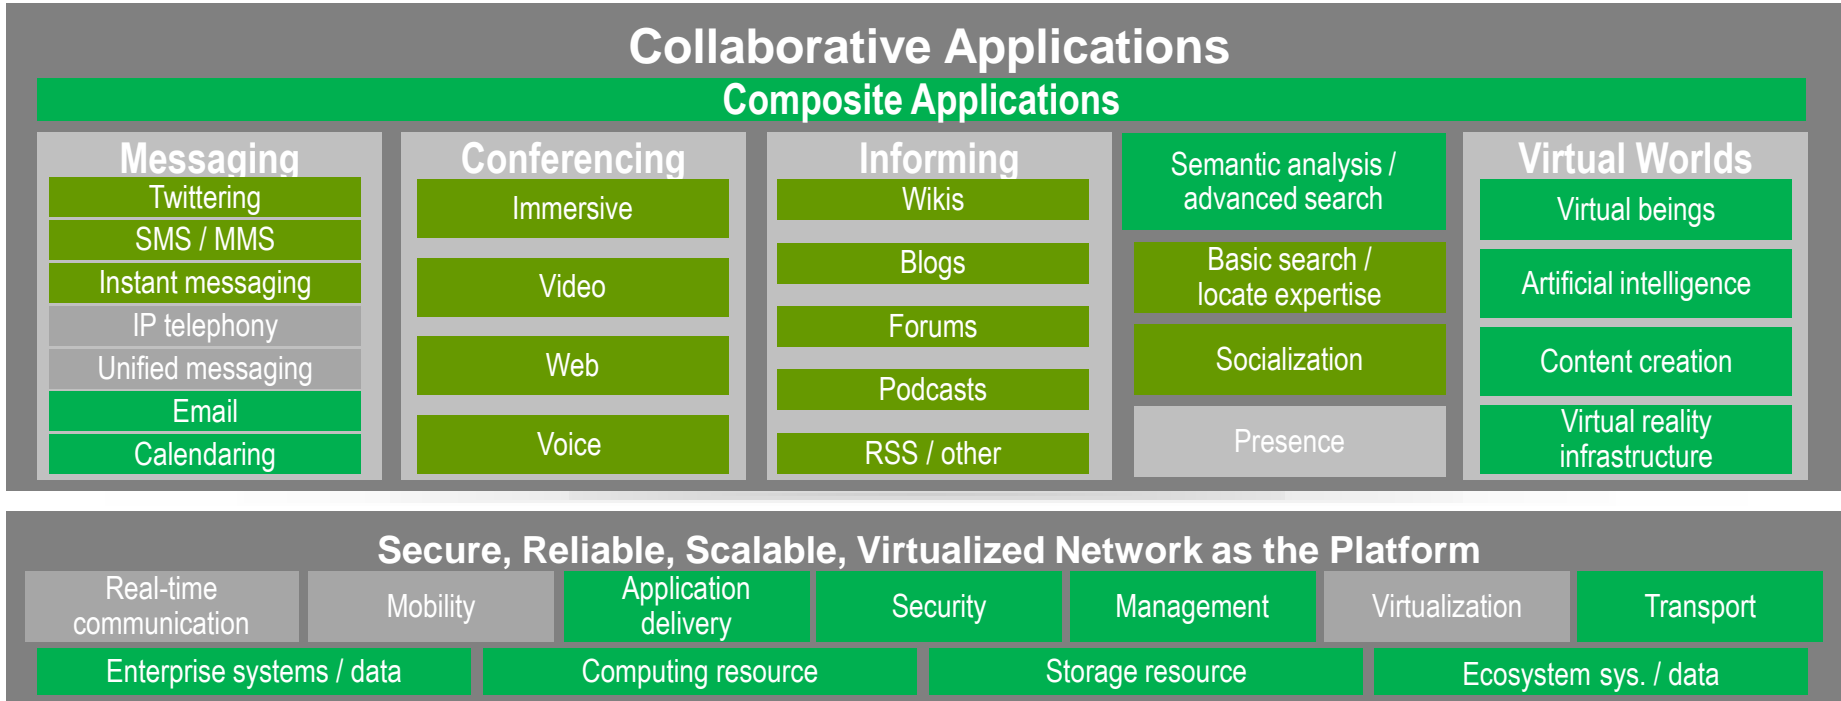 Collaborative Applications
Composite Applications
Messaging
Twittering
SMS / MMS
Instant messaging
IP telephony
Unified messaging
Email
Calendaring
Conferencing
Immersive
Video
Web
Voice
Informing
Wikis
Blogs
Forums
Podcasts
RSS / other
Semantic analysis /
advanced search
Basic search /
locate expertise
Socialization
Presence
Virtual Worlds
Virtual beings
Artificial intelligence
Content creation
Virtual reality
infrastructure
Secure, Reliable, Scalable, Virtualized Network as the Platform
Real-time
communication
Mobility
Application
delivery
Security
Management
Virtualization
Transport
Enterprise systems / data
Computing resource
Storage resource
Ecosystem sys. / data